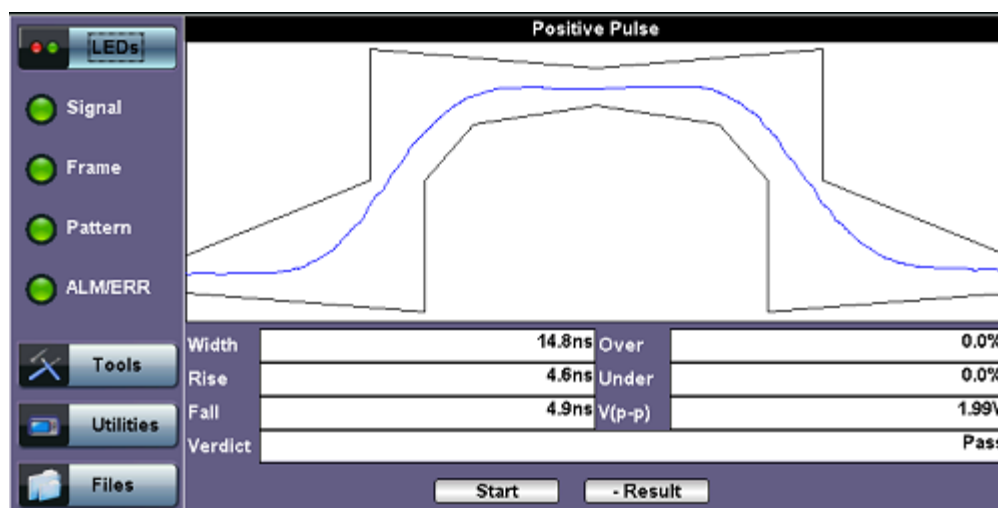 Positive Pulse
LEDs
Signal
Frame
Pattern
ALM/ERR
Tools
Utilities
Files
Width 14.8ns Over 0.0%
Rise 4.6ns Under 0.0%
Fall 4.9ns V(p-p) 1.99V
Verdict Pass
Start - Result